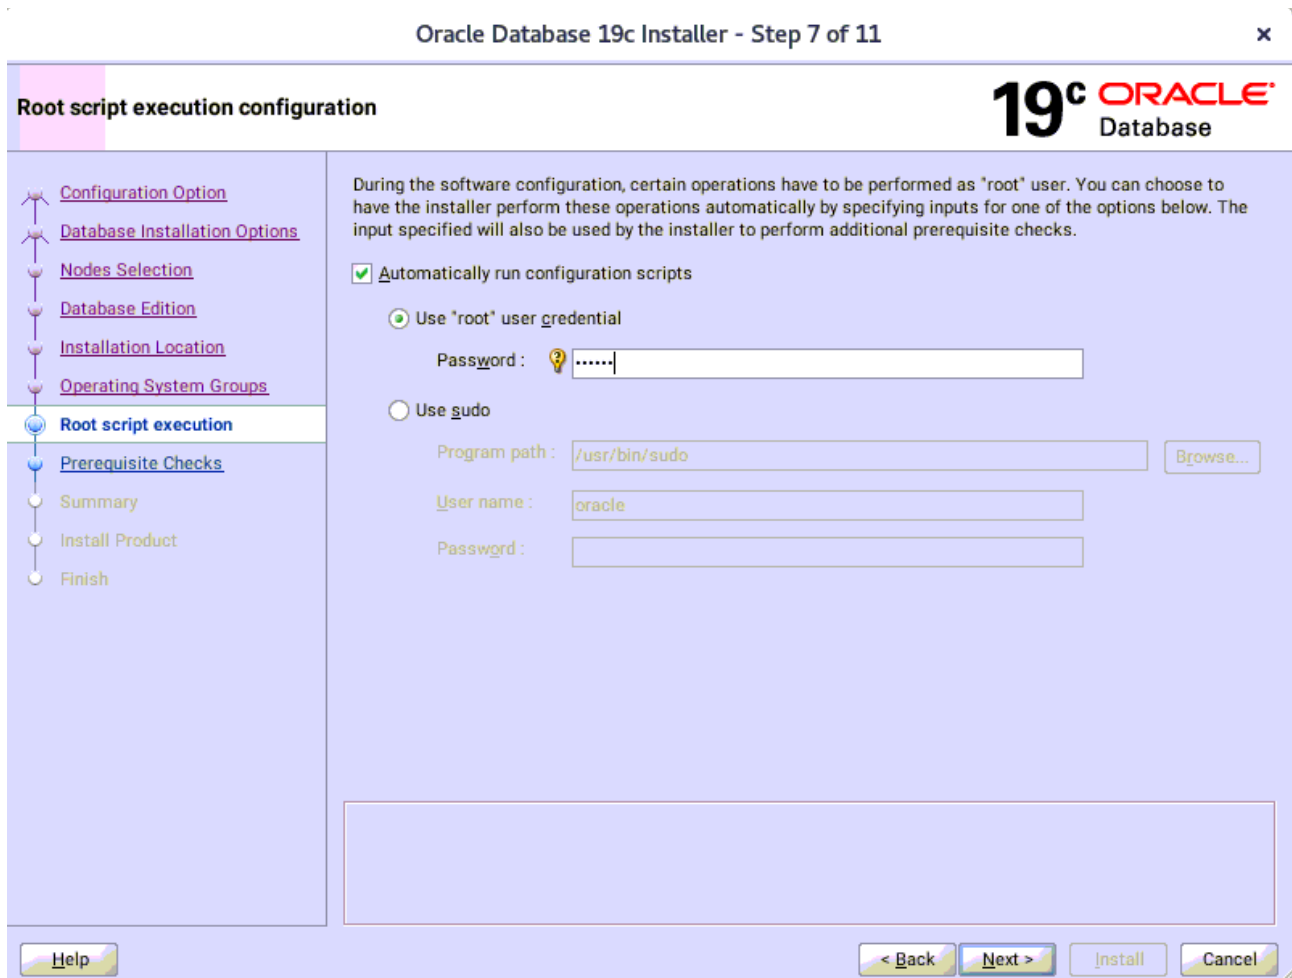 Oracle Database 19c Installer - Step 7 of 11
×
Root script execution configuration
19c ORACLE
Database
Configuration Option
Database Installation Options
Nodes Selection
Database Edition
Installation Location
Operating System Groups
Root script execution
Prerequisite Checks
Summary
Install Product
Finish
During the software configuration, certain operations have to be performed as "root" user. You can choose to
have the installer perform these operations automatically by specifying inputs for one of the options below. The
input specified will also be used by the installer to perform additional prerequisite checks.
Automatically run configuration scripts
Use "root" user credential
Password : ••••••
Use sudo
Program path : /usr/bin/sudo Browse...
User name : oracle
Password :
Help
< Back Next > Install Cancel